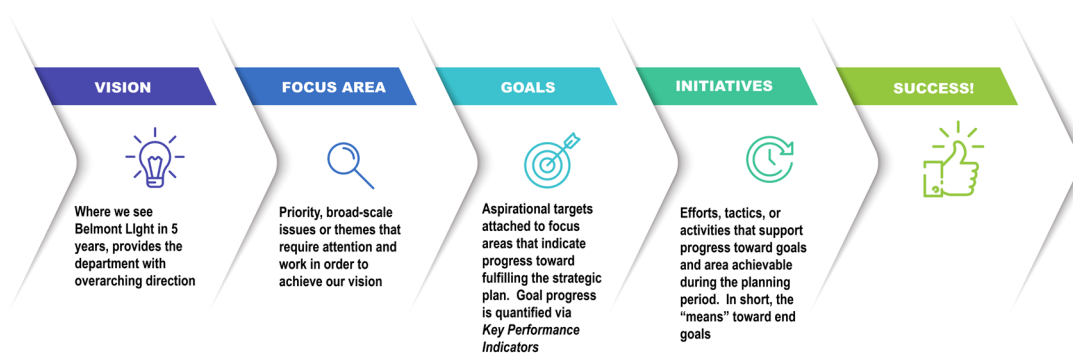 VISION
Where we see
Belmont LIght in 5
years, provides the
department with
overarching direction
FOCUS AREA
Priority, broad-scale
issues or themes that
require attention and
work in order to
achieve our vision
GOALS
Aspirational targets
attached to focus
areas that indicate
progress toward
fulfilling the strategic
plan.  Goal progress
is quantified via
Key Performance
Indicators
INITIATIVES
Efforts, tactics, or
activities that support
progress toward goals
and area achievable
during the planning
period.  In short, the
“means” toward end
goals
SUCCESS!